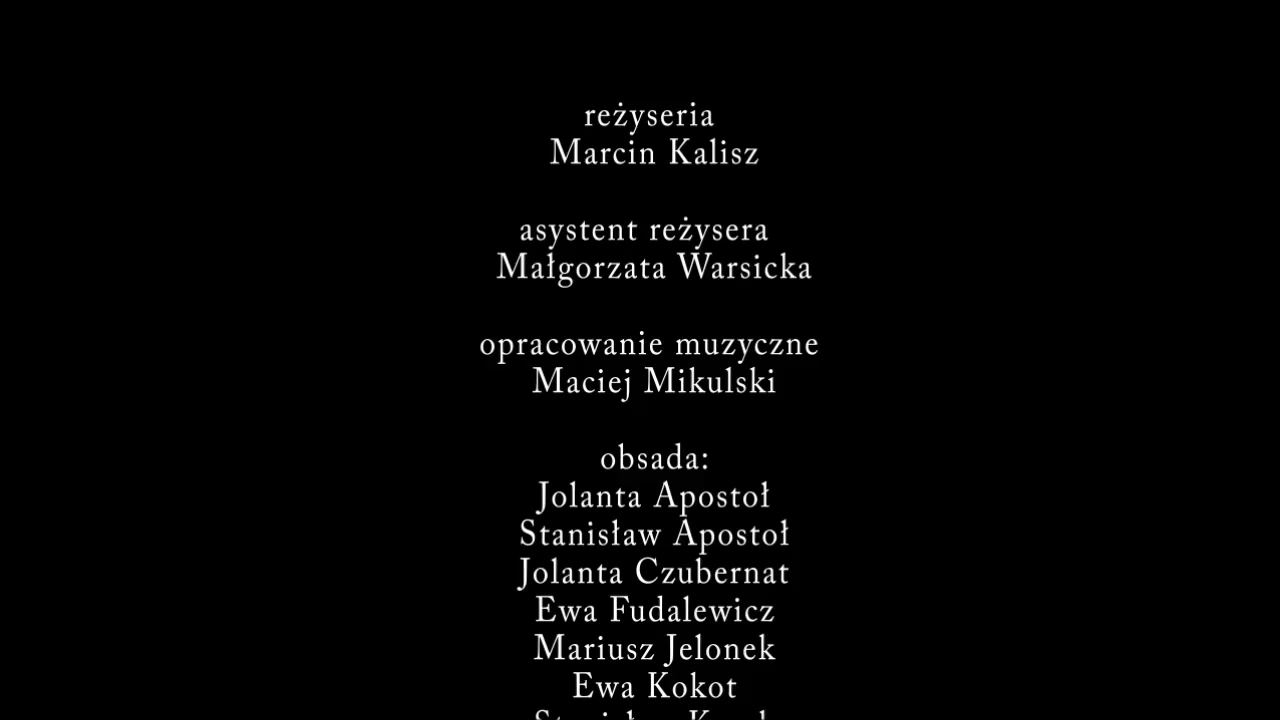 reżyseria
Marcin Kalisz
asystent reżysera
Małgorzata Warsicka
opracowanie muzyczne
Maciej Mikulski
obsada:
Jolanta Apostoł
Stanisław Apostoł
Jolanta Czubernat
Ewa Fudalewicz
Mariusz Jelonek
Ewa Kokot